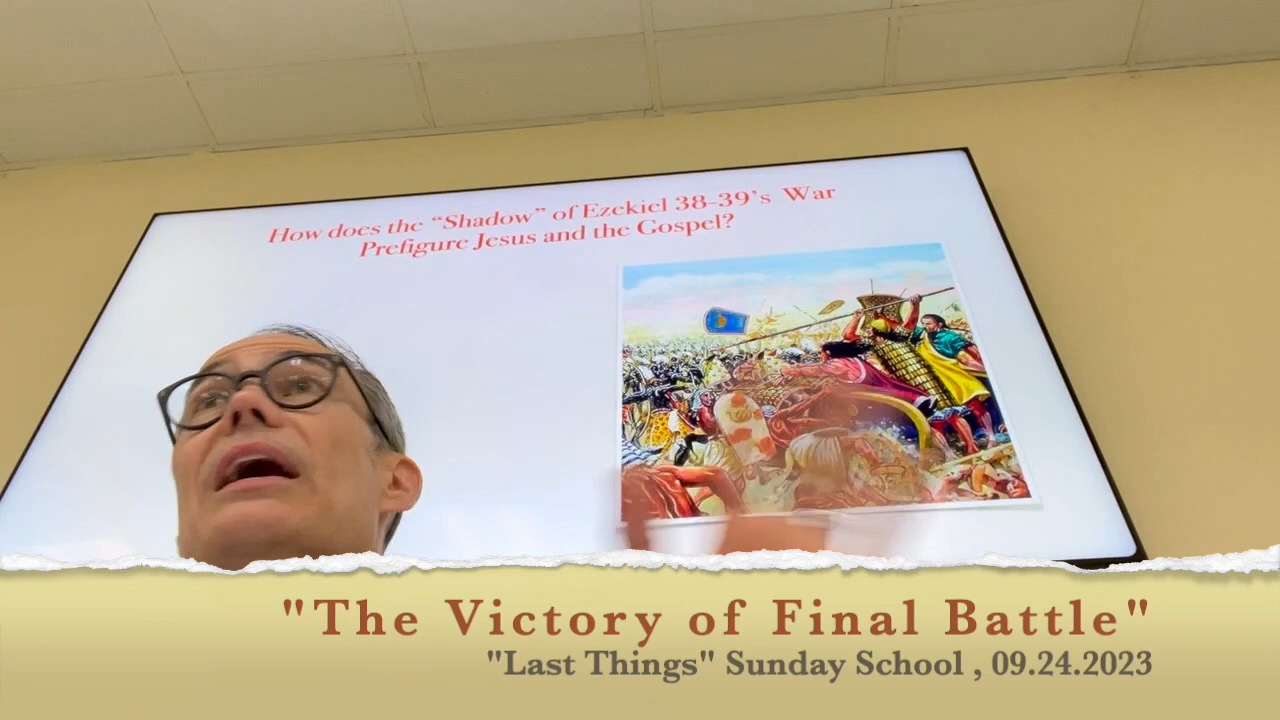 How does the “Shadow” of Ezekiel 38-39’s War
Prefigure Jesus and the Gospel?
"The Victory of Final Battle"
"Last Things" Sunday School , 09.24.2023